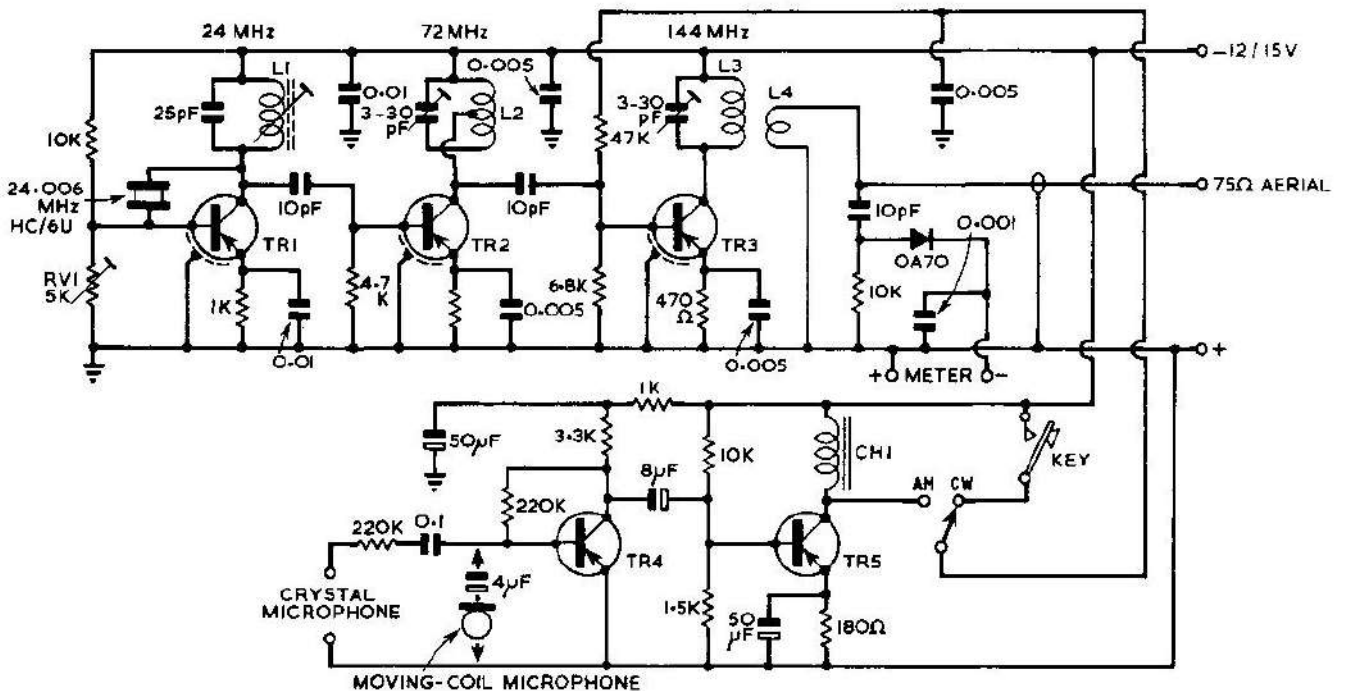 24 MHz
72 MHz
144 MHz
-12/15V
L1
25pF
0.01
3-30
pF
0.005
L2
3-30
pF
L3
L4
0.005
10K
47K
24.006
MHz
HC/6U
10pF
10pF
10pF
75Ω AERIAL
0.001
TR1
TR2
TR3
OA70
RV1
5K
1K
4.7
K
6.8K
470
Ω
10K
0.01
0.005
0.005
+
+ METER -
1K
50µF
3.3K
10K
CH1
KEY
8µF
AM
CW
220K
220K
0.1
TR4
TR5
4µF
CRYSTAL
MICROPHONE
1.5K
50
µF
180Ω
MOVING-COIL MICROPHONE